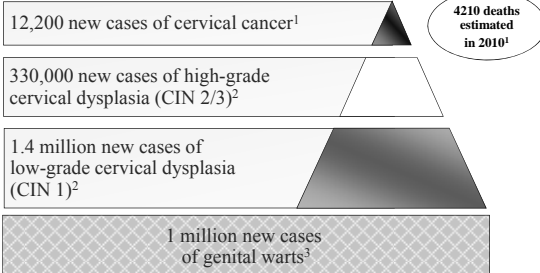 12,200 new cases of cervical cancer¹
4210 deaths
estimated
in 2010¹
330,000 new cases of high-grade
cervical dysplasia (CIN 2/3)²
1.4 million new cases of
low-grade cervical dysplasia
(CIN 1)²
1 million new cases
of genital warts³